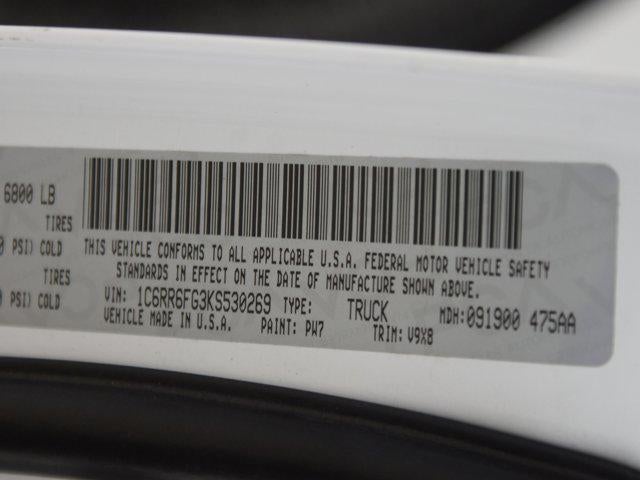 6800 LB
TIRES
PSI) COLD
TIRES
PSI) COLD
THIS VEHICLE CONFORMS TO ALL APPLICABLE U.S.A. FEDERAL MOTOR VEHICLE SAFETY
STANDARDS IN EFFECT ON THE DATE OF MANUFACTURE SHOWN ABOVE.
VIN: 1C6RR6FG3KS530269 TYPE: TRUCK MDH:091900 475AA
VEHICLE MADE IN U.S.A. PAINT: PW7 TRIM: V9X8